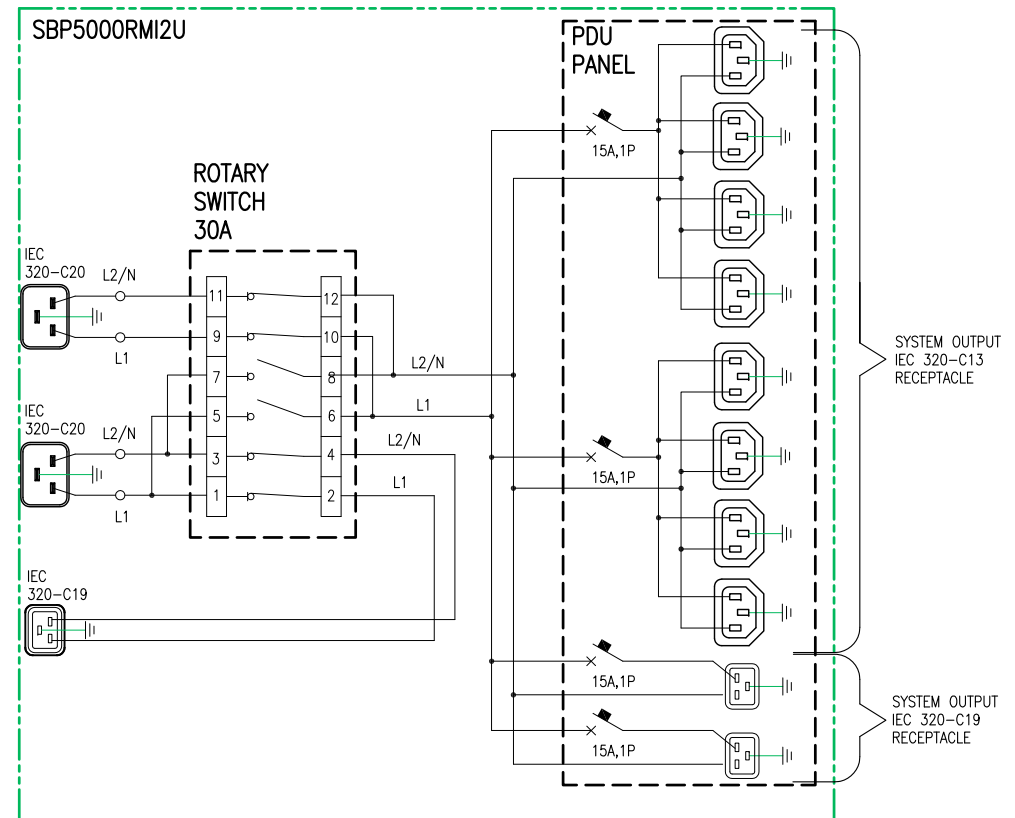 SBP5000RMI2U
PDU
PANEL
15A,1P
ROTARY
SWITCH
30A
IEC
320-C20
L2/N
L1
11
12
9
10
7
8
5
6
3
4
1
2
L2/N
L1
L2/N
L1
IEC
320-C20
L2/N
L1
IEC
320-C19
15A,1P
15A,1P
15A,1P
SYSTEM OUTPUT
IEC 320-C13
RECEPTACLE
SYSTEM OUTPUT
IEC 320-C19
RECEPTACLE